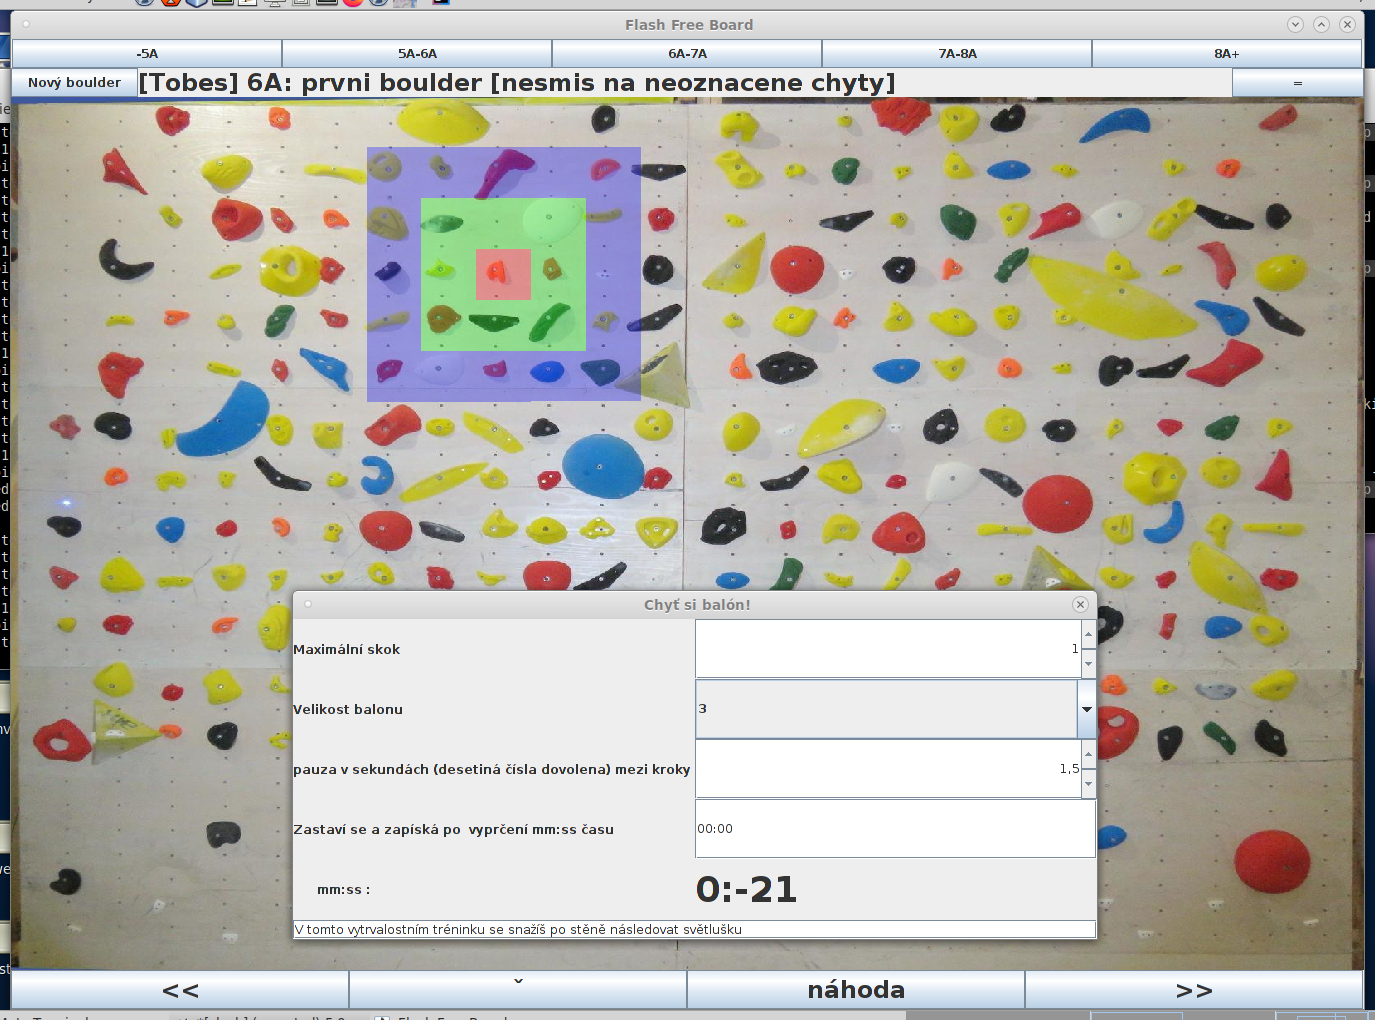 Flash Free Board
-5A 5A-6A 6A-7A 7A-8A 8A+
Nový boulder [Tobes] 6A: prvni boulder [nesmis na neoznacene chyty] =
Chyť si balón!
Maximální skok 1
Velikost balonu 3
pauza v sekundách (desetiná čísla dovolena) mezi kroky 1,5
Zastaví se a zapíská po vyprčení mm:ss času 00:00
mm:ss : 0:-21
V tomto vytrvalostním tréninku se snažíš po stěně následovat světlušku
<< ˇ náhoda >>